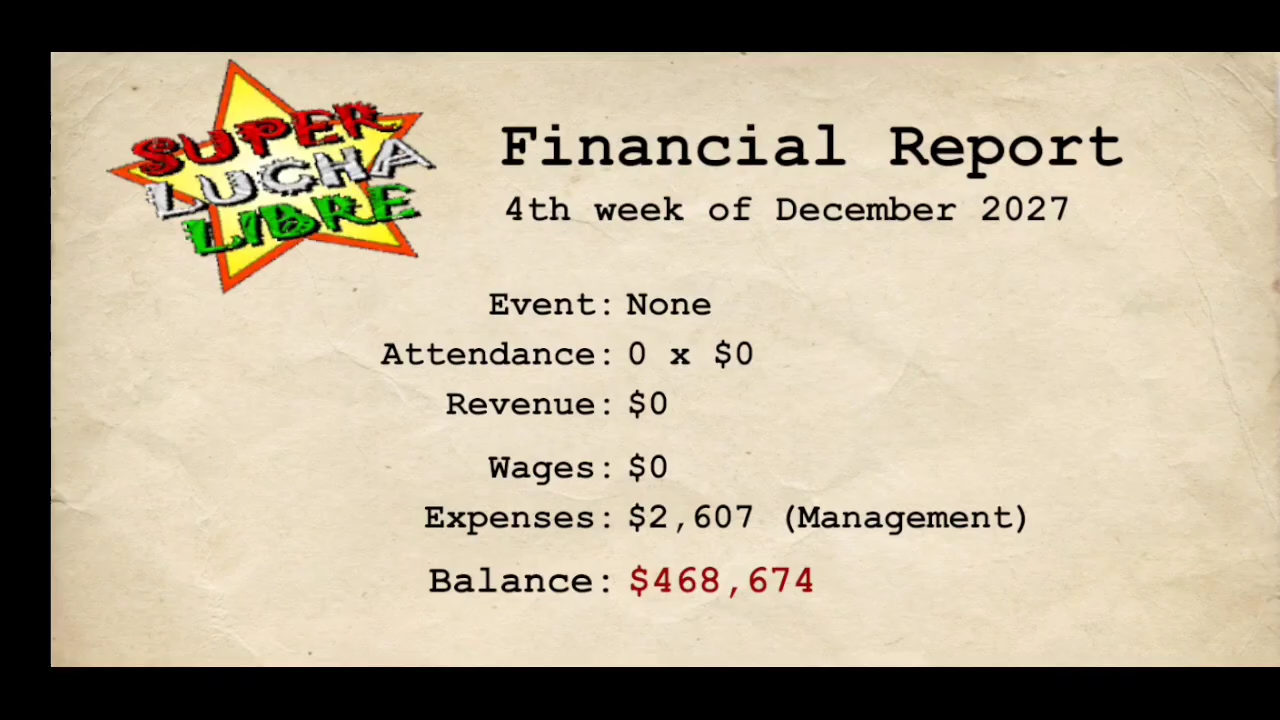 SUPER
LUCHA
LIBRE
Financial Report
4th week of December 2027
Event: None
Attendance: 0 x $0
Revenue: $0
Wages: $0
Expenses: $2,607 (Management)
Balance: $468,674